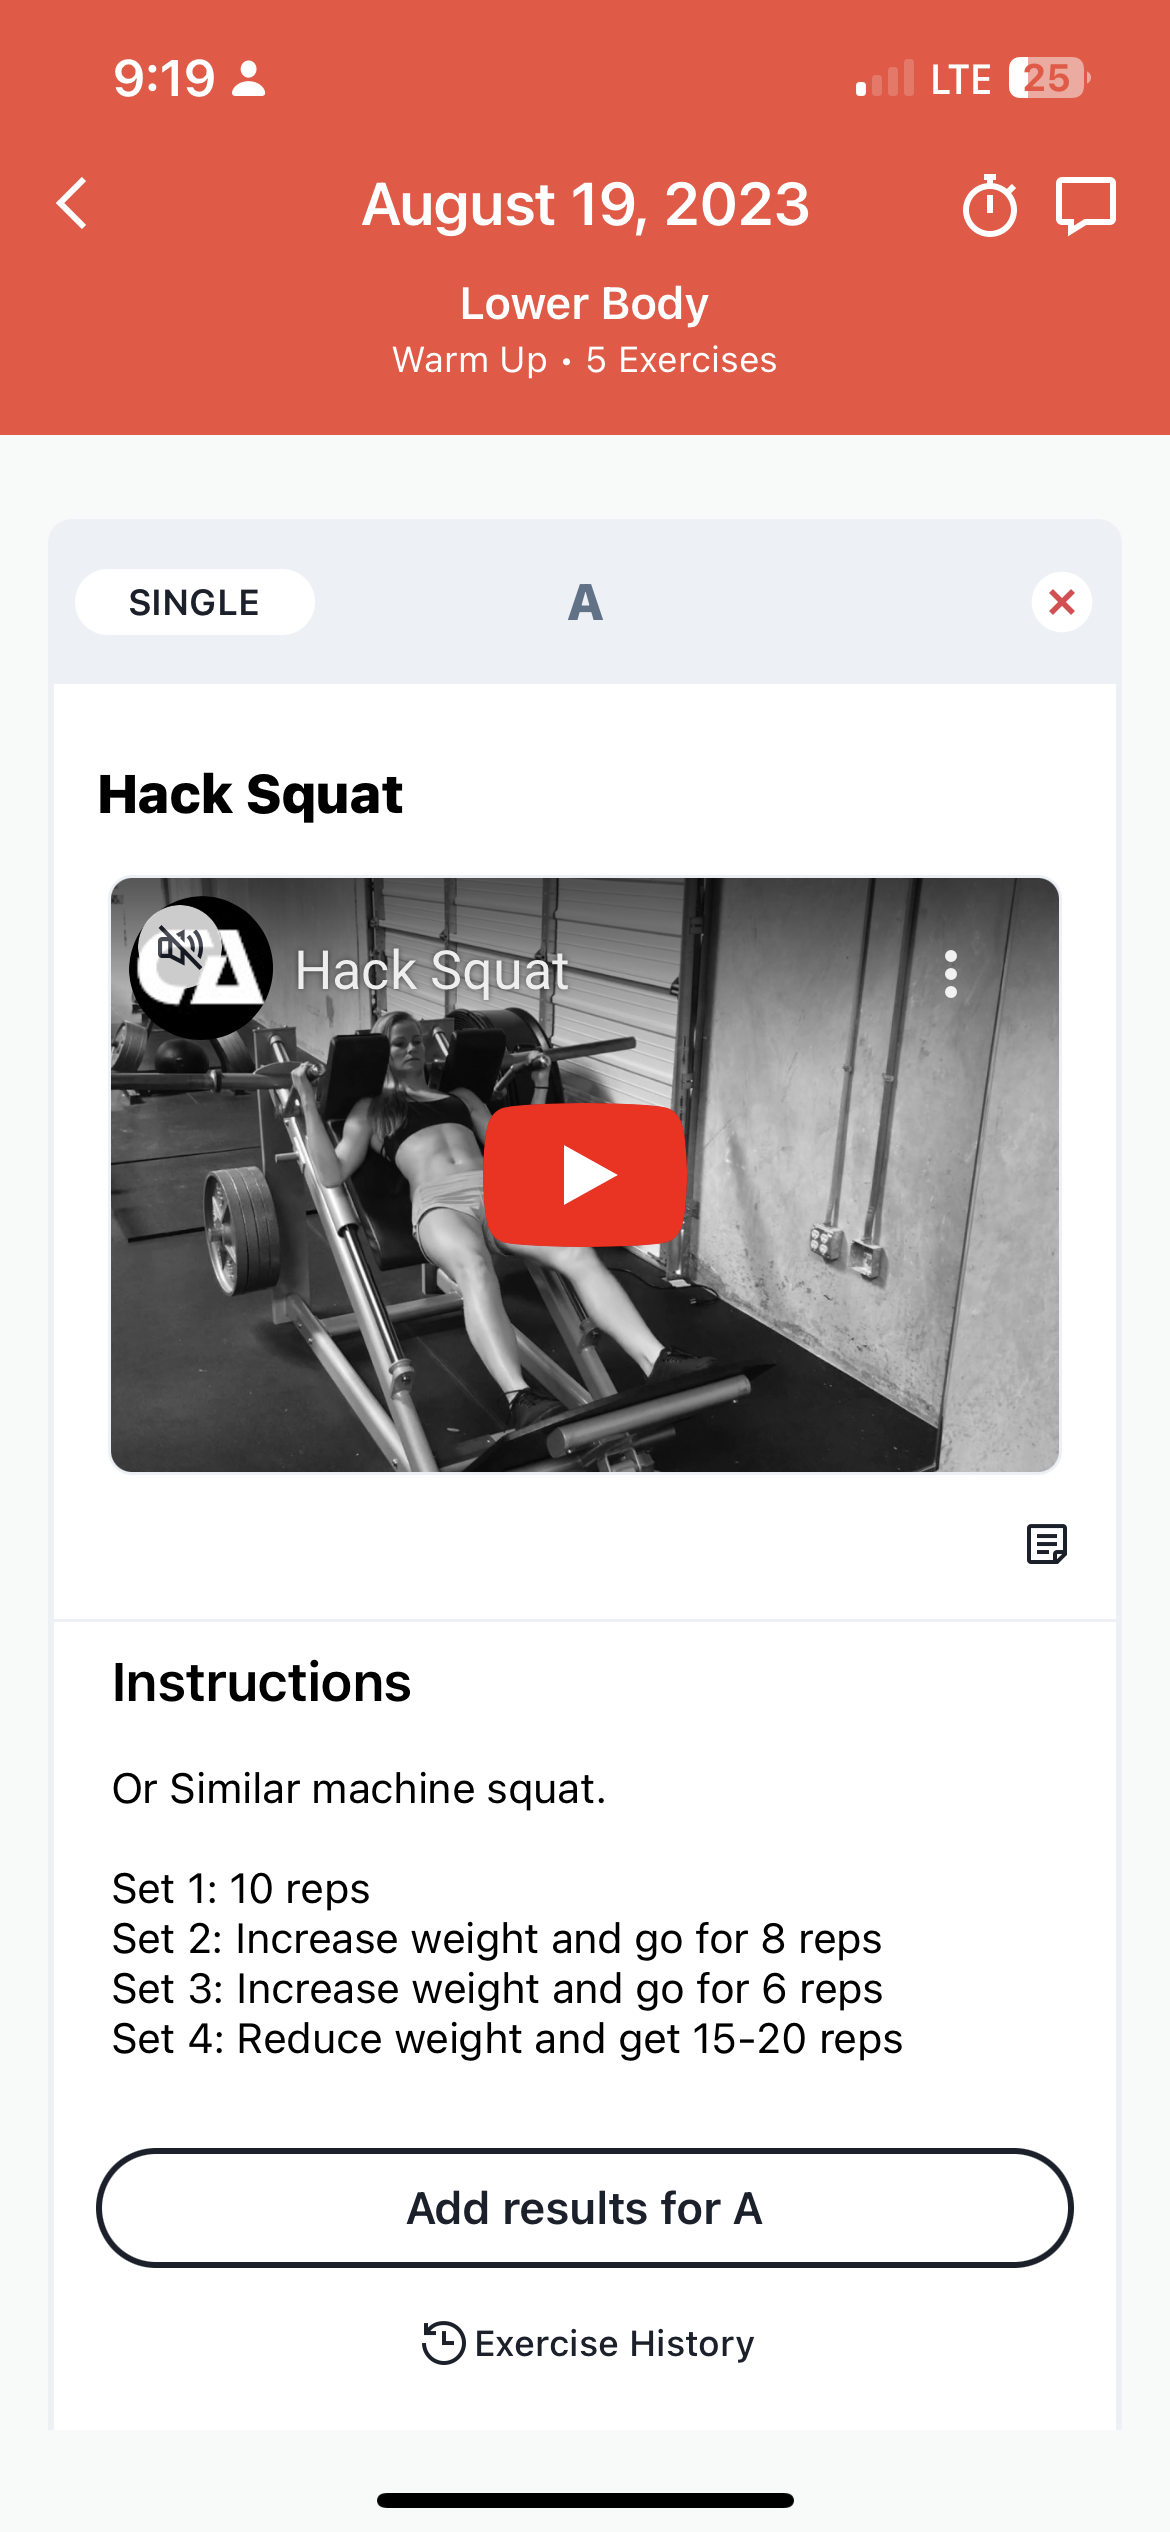 9:19
LTE 25
August 19, 2023
Lower Body
Warm Up • 5 Exercises
SINGLE
A
Hack Squat
CA
Hack Squat
Instructions
Or Similar machine squat.
Set 1: 10 reps
Set 2: Increase weight and go for 8 reps
Set 3: Increase weight and go for 6 reps
Set 4: Reduce weight and get 15-20 reps
Add results for A
Exercise History